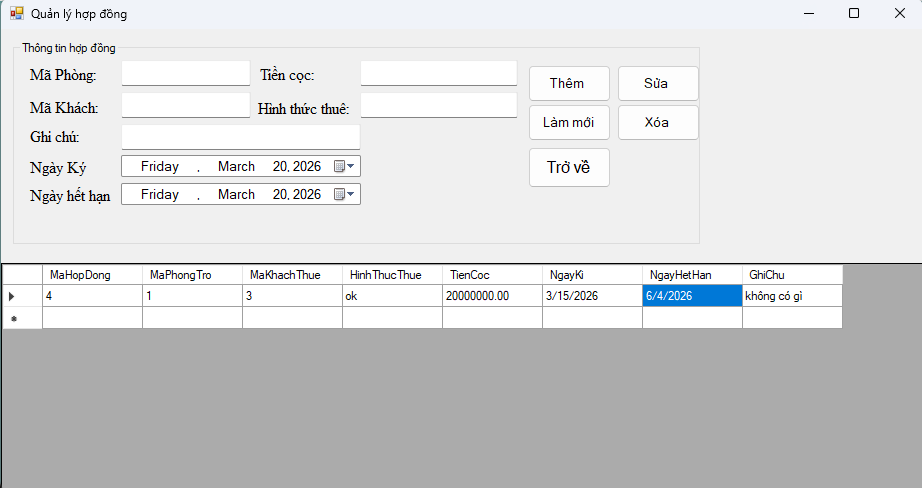 Quản lý hợp đồng
Thông tin hợp đồng
Mã Phòng: Tiền cọc:
Thêm Sửa
Mã Khách: Hình thức thuê:
Làm mới Xóa
Ghi chú:
Ngày Ký Friday , March 20, 2026
Trở về
Ngày hết hạn Friday , March 20, 2026
MaHopDong MaPhongTro MaKhachThue HinhThucThue TienCoc NgayKi NgayHetHan GhiChu
4 1 3 ok 20000000.00 3/15/2026 6/4/2026 không có gì